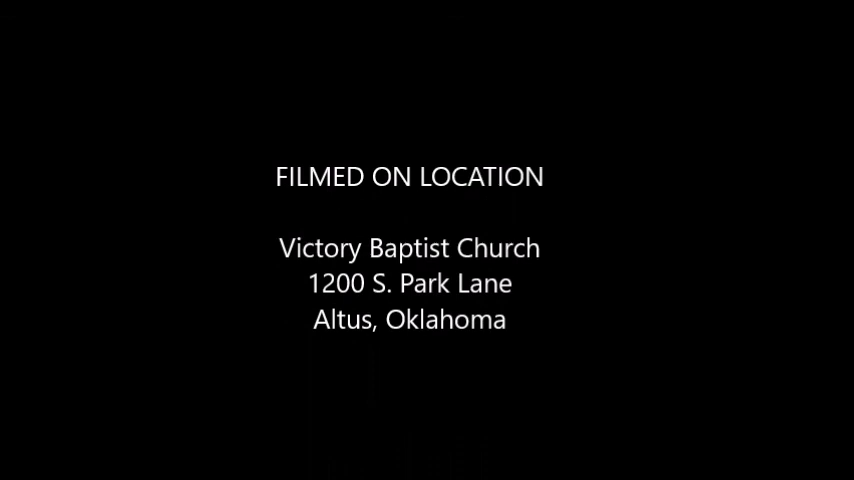 FILMED ON LOCATION
Victory Baptist Church
1200 S. Park Lane
Altus, Oklahoma